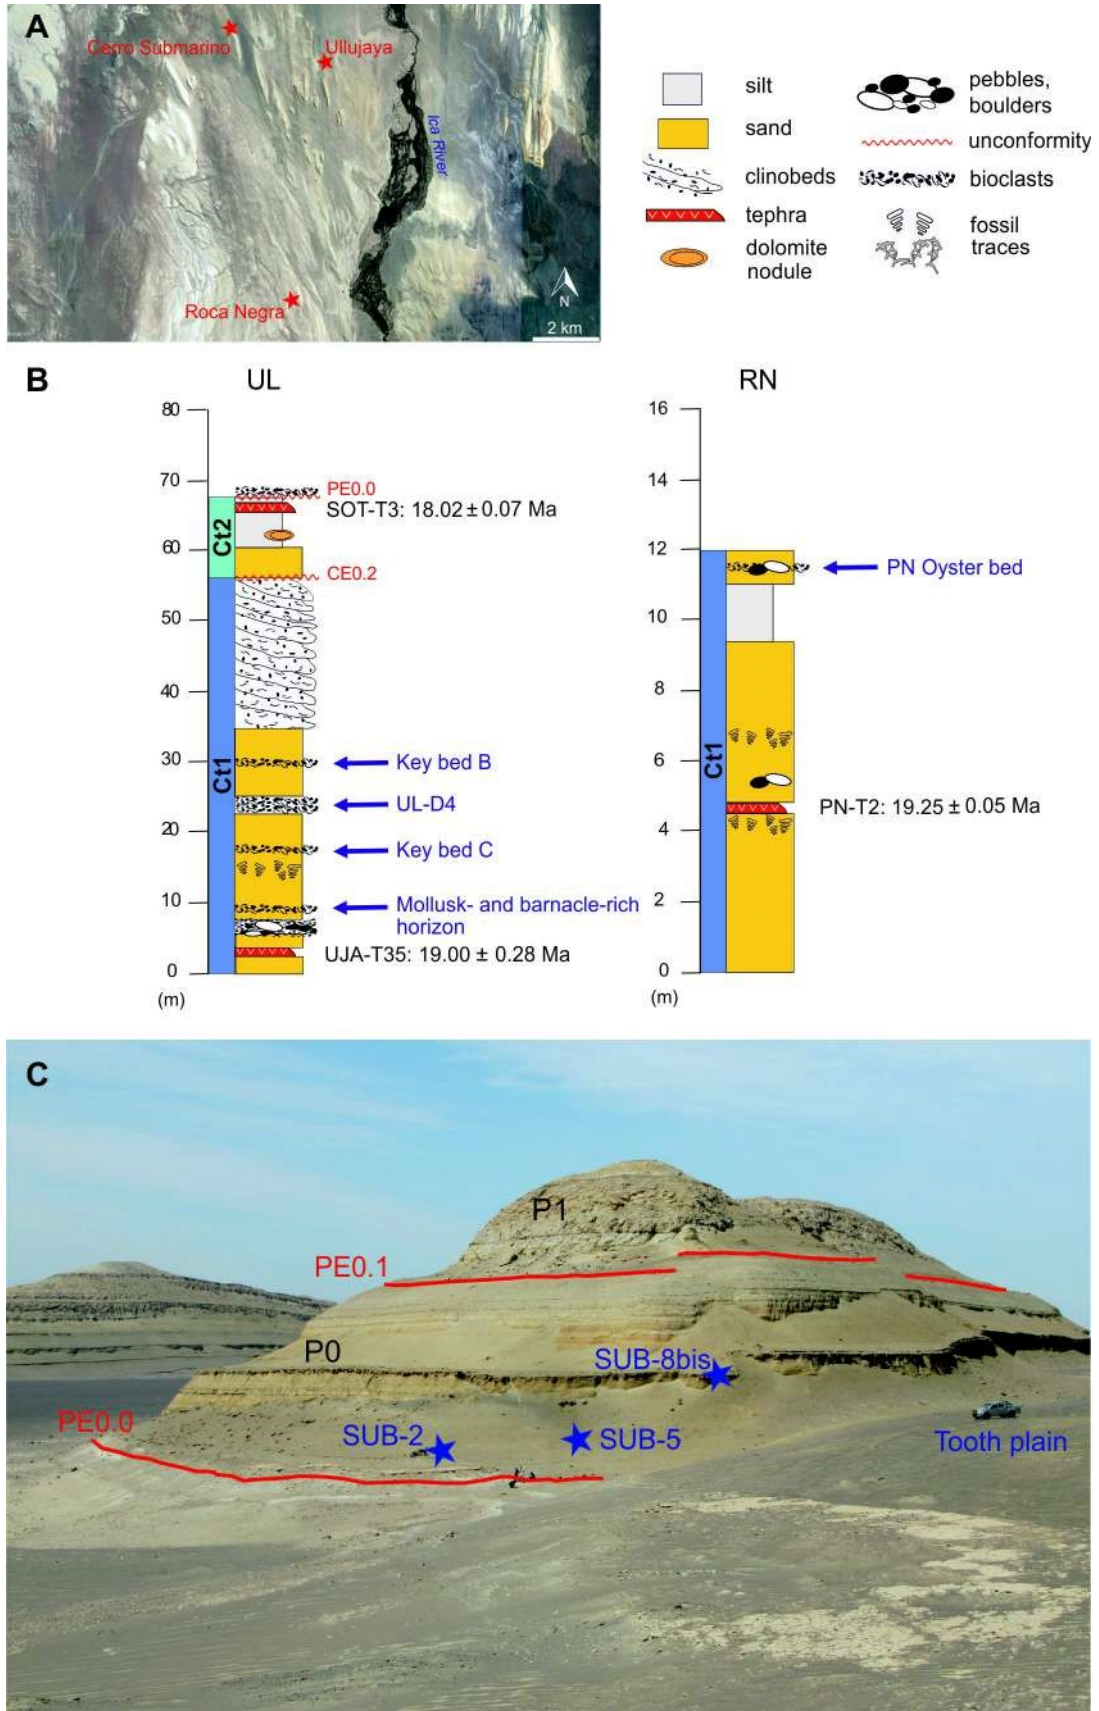 A
Cerro Submarino
Ullujaya
Ica River
Roca Negra
N
2 km
silt
sand
clinobeds
tephra
dolomite
nodule
pebbles,
boulders
unconformity
bioclasts
fossil
traces
B
UL
80
70
60
50
40
30
20
10
0
(m)
Ct2
Ct1
PE0.0
SOT-T3: 18.02 ± 0.07 Ma
CE0.2
Key bed B
UL-D4
Key bed C
Mollusk- and barnacle-rich
horizon
UJA-T35: 19.00 ± 0.28 Ma
RN
16
14
12
10
8
6
4
2
0
(m)
Ct1
PN Oyster bed
PN-T2: 19.25 ± 0.05 Ma
C
P1
PE0.1
P0
SUB-8bis
PE0.0
SUB-2
SUB-5
Tooth plain